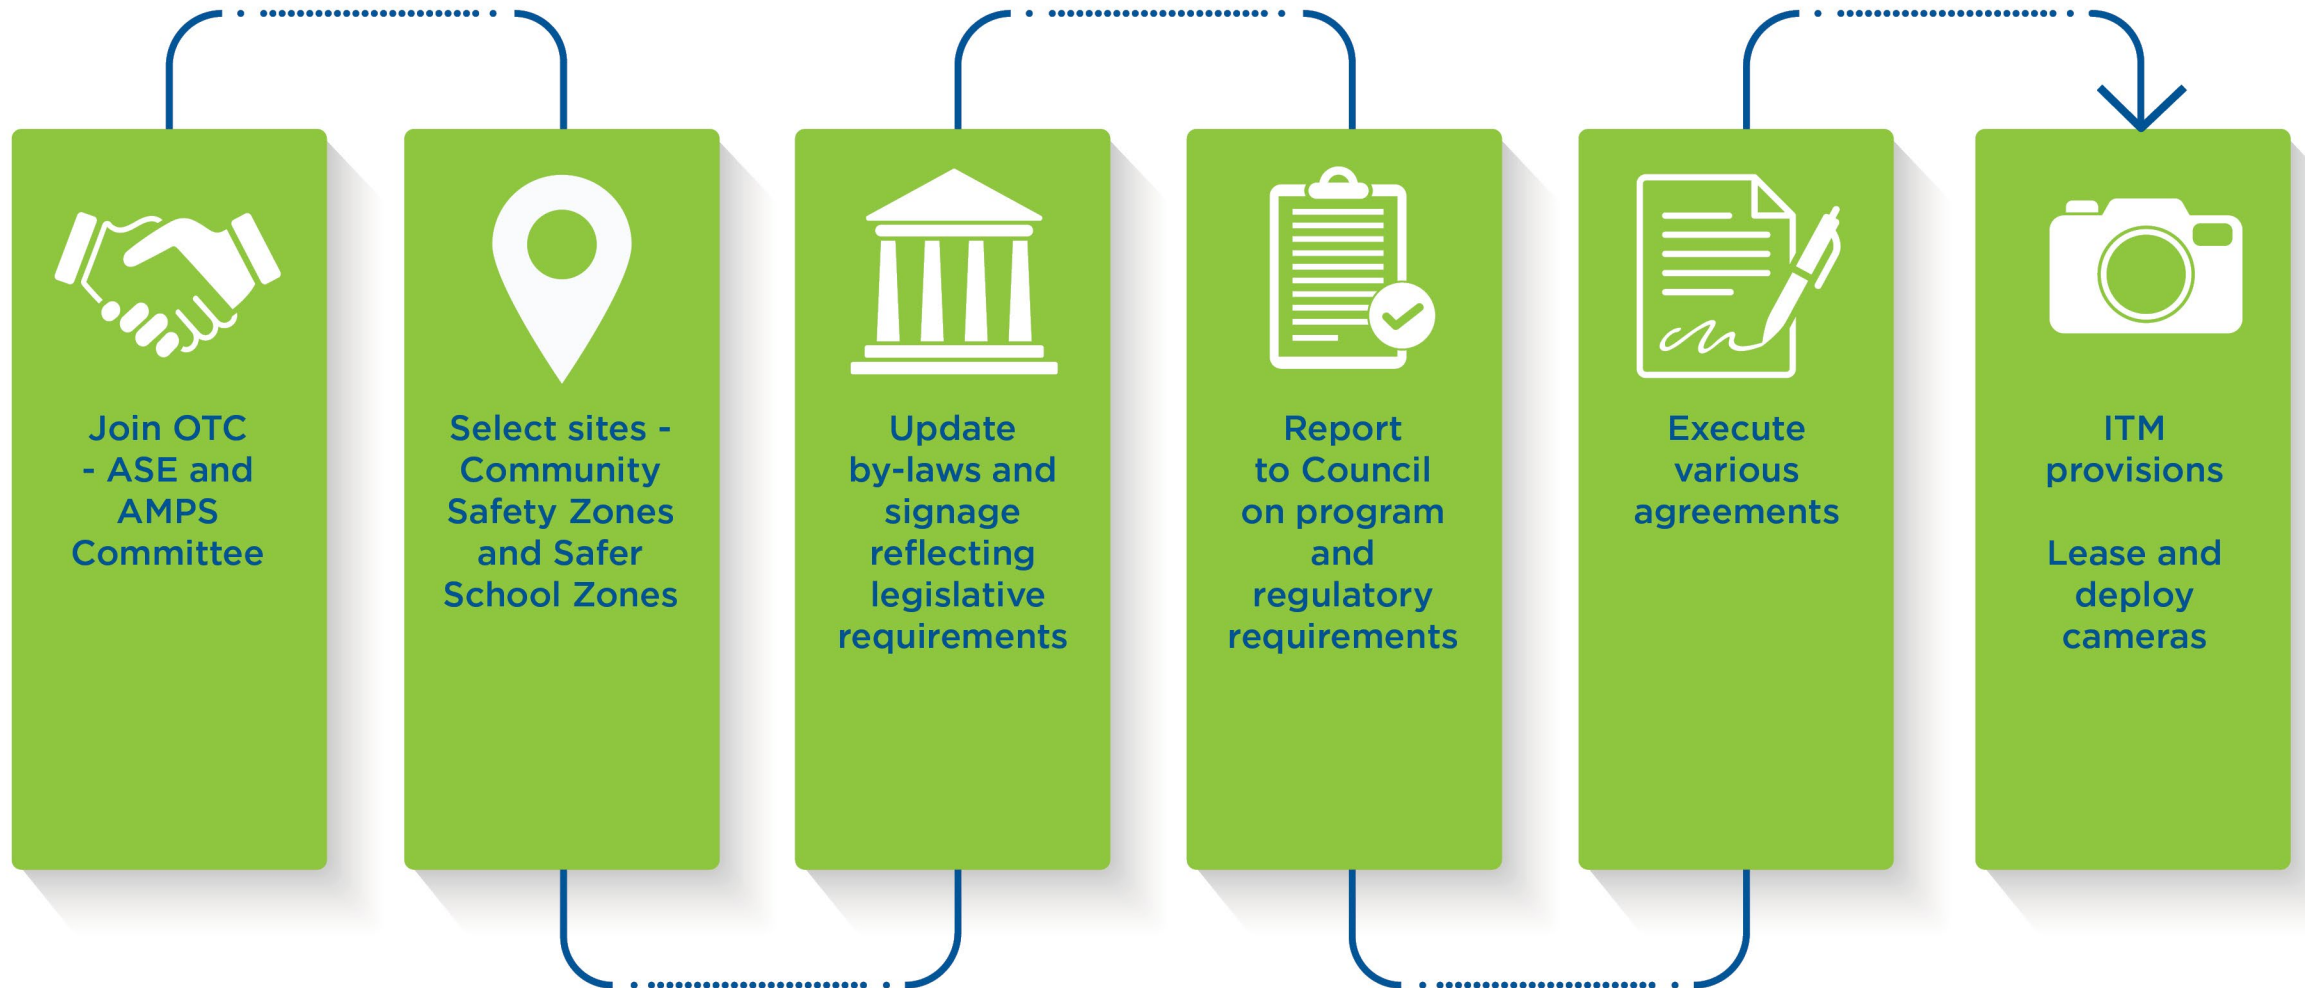 Join OTC
- ASE and
AMPS
Committee
Select sites -
Community
Safety Zones
and Safer
School Zones
Update
by-laws and
signage
reflecting
legislative
requirements
Report
to Council
on program
and
regulatory
requirements
Execute
various
agreements
ITM
provisions
Lease and
deploy
cameras